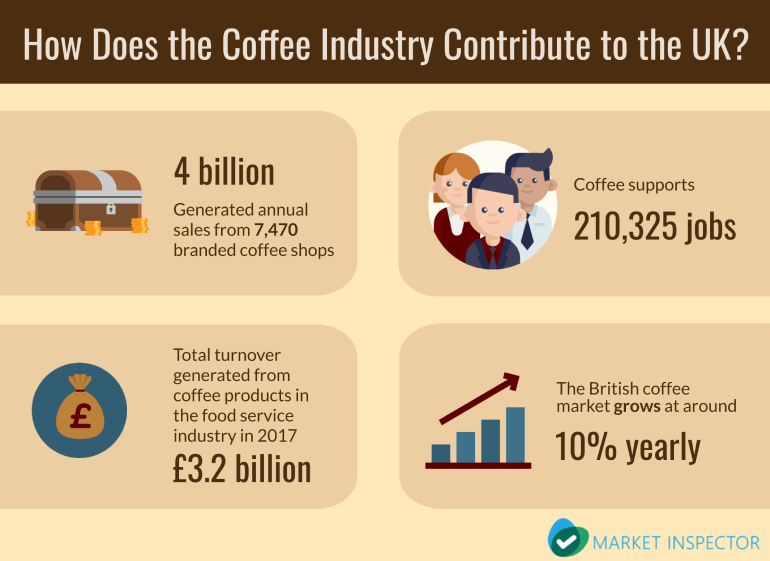 How Does the Coffee Industry Contribute to the UK?
4 billion
Generated annual
sales from 7,470
branded coffee shops
Coffee supports
210,325 jobs
Total turnover
generated from
coffee products in
the food service
industry in 2017
£3.2 billion
£
The British coffee
market grows at around
10% yearly
MARKET INSPECTOR